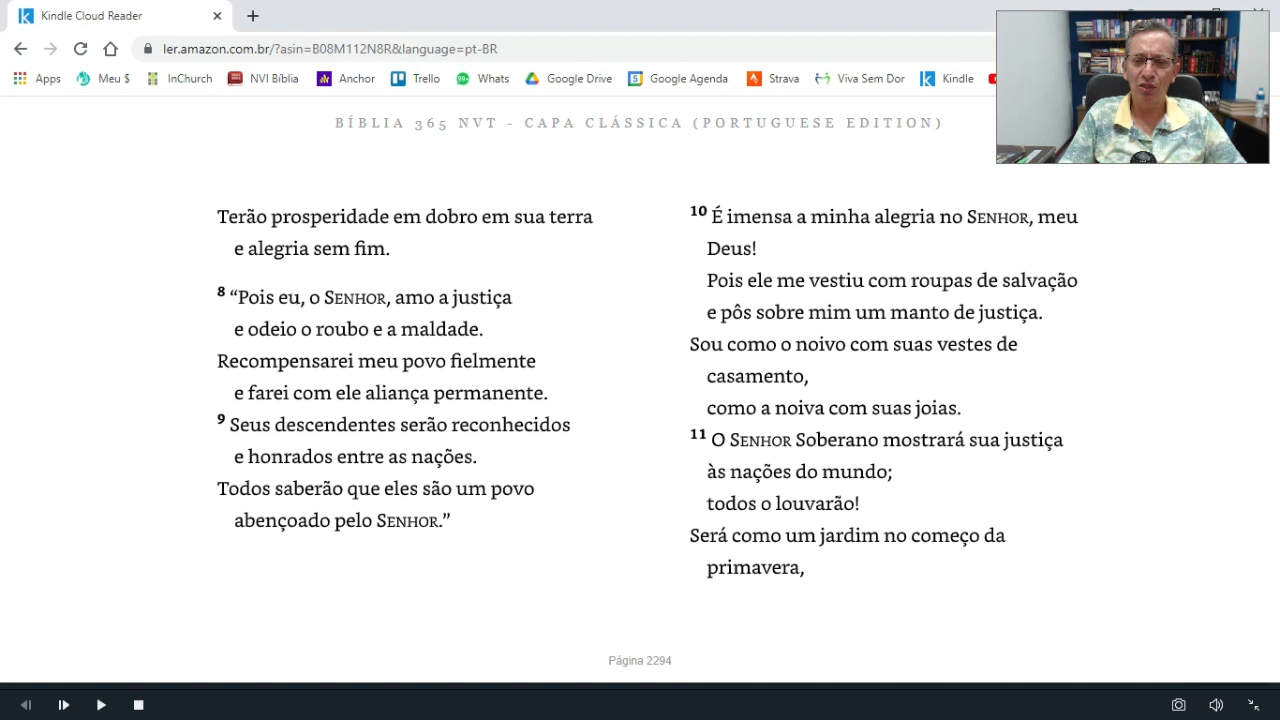 Kindle Cloud Reader
ler.amazon.com.br/?asin=B08M112N8R&language=pt-BR
Apps Meu $ InChurch NVI Bíblia Anchor Trello Whats Google Drive Google Agenda Strava Viva Sem Dor Kindle
BÍBLIA 365 NVT - CAPA CLÁSSICA (PORTUGUESE EDITION)
Terão prosperidade em dobro em sua terra
e alegria sem fim.
8 “Pois eu, o SENHOR, amo a justiça
e odeio o roubo e a maldade.
Recompensarei meu povo fielmente
e farei com ele aliança permanente.
9 Seus descendentes serão reconhecidos
e honrados entre as nações.
Todos saberão que eles são um povo
abençoado pelo SENHOR.”
10 É imensa a minha alegria no SENHOR, meu
Deus!
Pois ele me vestiu com roupas de salvação
e pôs sobre mim um manto de justiça.
Sou como o noivo com suas vestes de
casamento,
como a noiva com suas joias.
11 O SENHOR Soberano mostrará sua justiça
às nações do mundo;
todos o louvarão!
Será como um jardim no começo da
primavera,
Página 2294